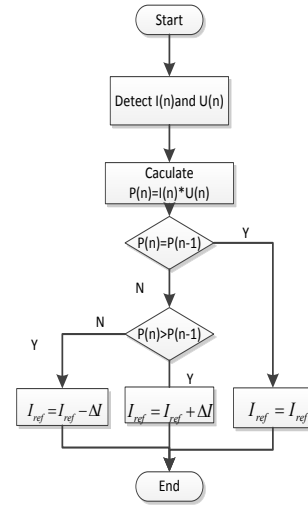 Start
Detect I(n)and U(n)
Caculate
P(n)=I(n)*U(n)
P(n)=P(n-1)
Y
N
P(n)>P(n-1)
N
Y
Y
I_ref=I_ref-ΔI
I_ref=I_ref+ΔI
I_ref=I_ref
End